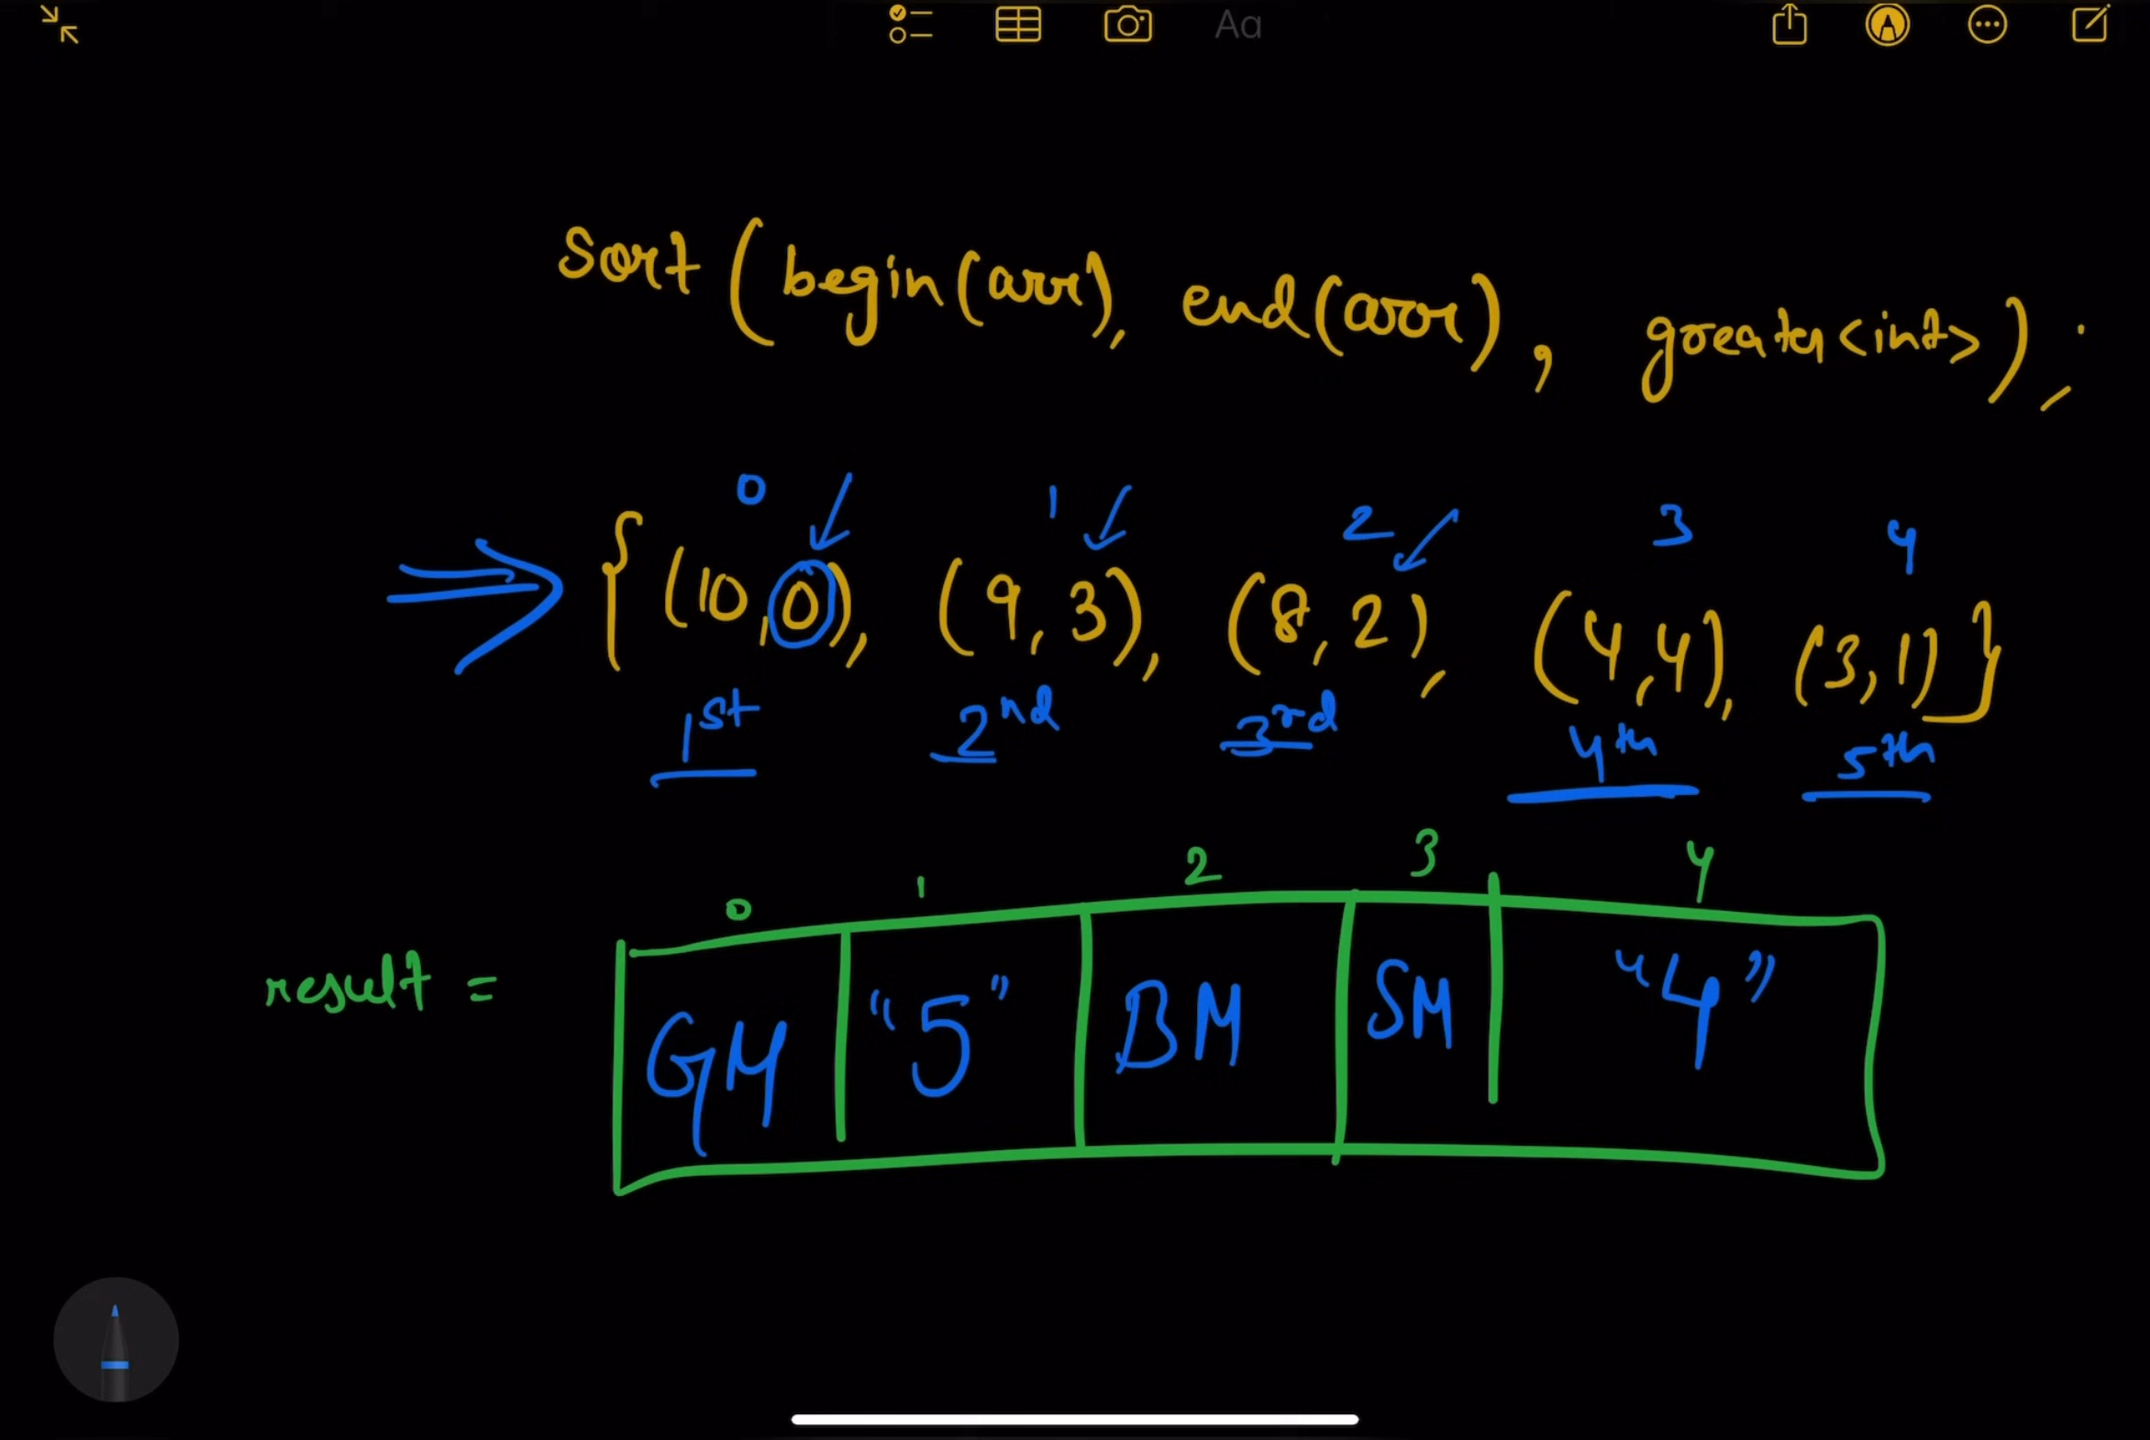 Aa
Sort (begin(arr), end(arr), greater<int>);
0 1 2 3 4
{(10,0), (9,3), (8,2), (4,4), (3,1)}
1st 2nd 3rd 4th 5th
0 1 2 3 4
result = GM "5" BM SM "4"